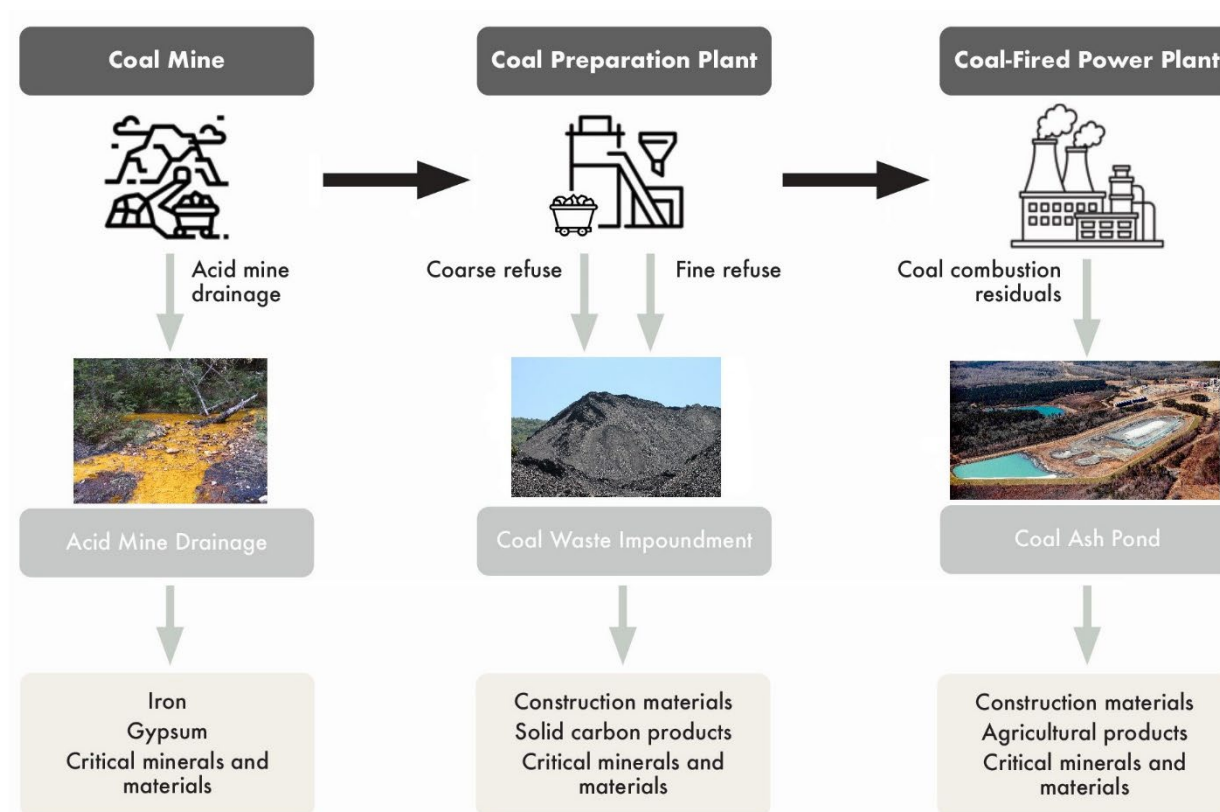 Coal Mine
Coal Preparation Plant
Coal-Fired Power Plant
Acid mine
drainage
Coarse refuse
Fine refuse
Coal combustion
residuals
Acid Mine Drainage
Coal Waste Impoundment
Coal Ash Pond
Iron
Gypsum
Critical minerals and
materials
Construction materials
Solid carbon products
Critical minerals and
materials
Construction materials
Agricultural products
Critical minerals and
materials